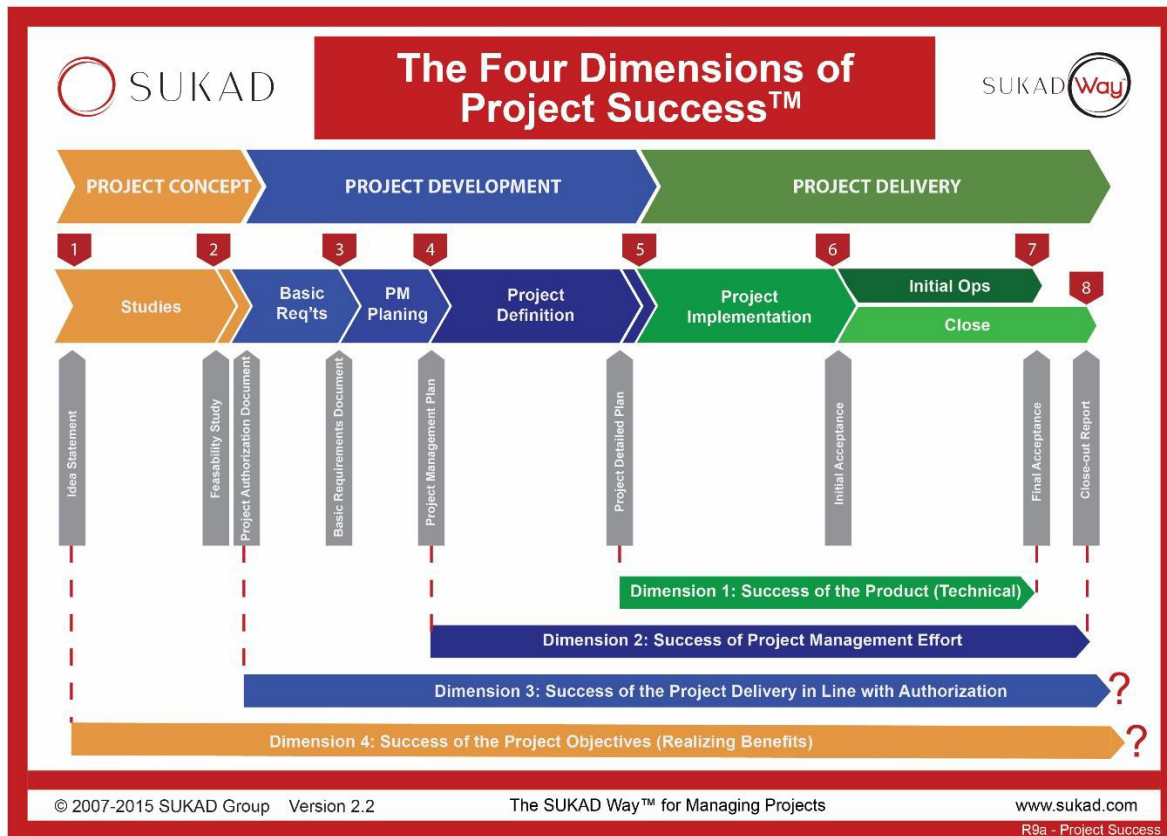 SUKAD
The Four Dimensions of
Project Success™
SUKAD Way
PROJECT CONCEPT
PROJECT DEVELOPMENT
PROJECT DELIVERY
1
2
3
4
5
6
7
8
Studies
Basic
Req'ts
PM
Planing
Project
Definition
Project
Implementation
Initial Ops
Close
Idea Statement
Feasability Study
Project Authorization Document
Basic Requirements Document
Project Management Plan
Project Detailed Plan
Initial Acceptance
Final Acceptance
Close-out Report
Dimension 1: Success of the Product (Technical)
Dimension 2: Success of Project Management Effort
Dimension 3: Success of the Project Delivery in Line with Authorization
?
Dimension 4: Success of the Project Objectives (Realizing Benefits)
?
© 2007-2015 SUKAD Group Version 2.2
The SUKAD Way™ for Managing Projects
www.sukad.com
R9a - Project Success